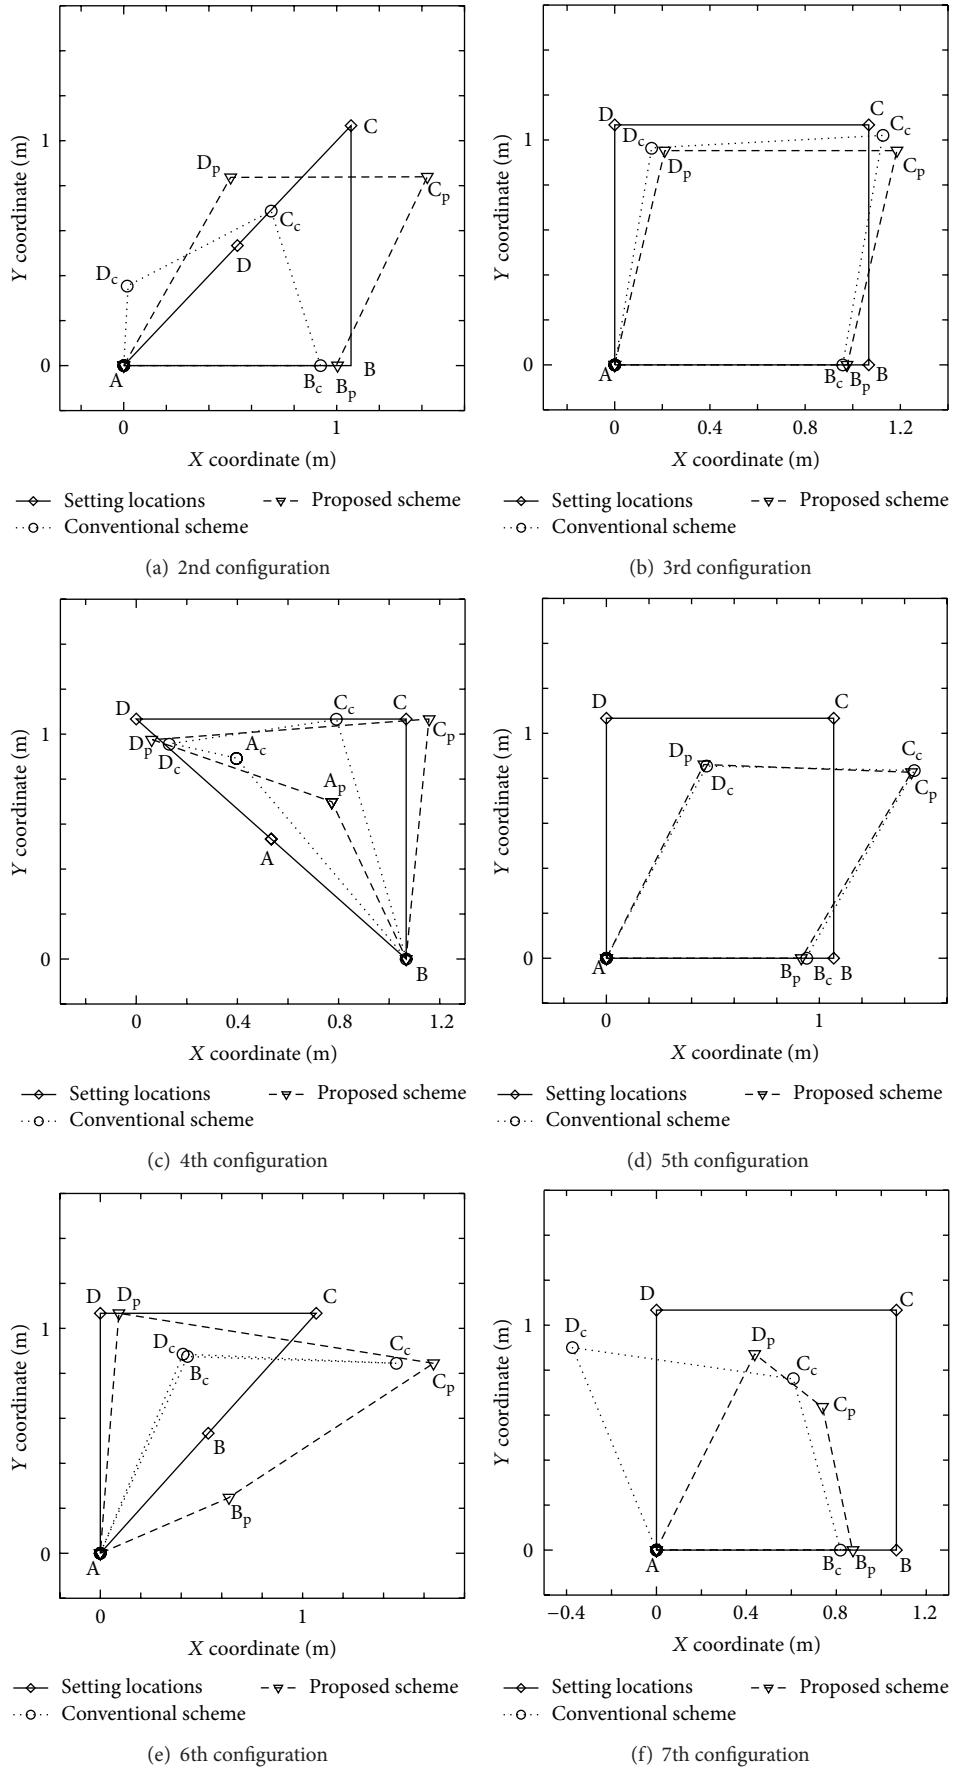 D_p
C
C_p
C_c
D
D_c
A
B_c
B_p
B
1
0
Y coordinate (m)
0
1
X coordinate (m)
Setting locations
Proposed scheme
Conventional scheme
(a) 2nd configuration
D
C
D_c
C_c
D_p
C_p
A
B_c
B_p
B
1
0
Y coordinate (m)
0 0.4 0.8 1.2
X coordinate (m)
Setting locations
Proposed scheme
Conventional scheme
(b) 3rd configuration
D
C_c
C
C_p
D_p
D_c
A_c
A_p
A
B
1
0
Y coordinate (m)
0 0.4 0.8 1.2
X coordinate (m)
Setting locations
Proposed scheme
Conventional scheme
(c) 4th configuration
D
C
D_p
D_c
C_c
C_p
A
B_p
B_c
B
1
0
Y coordinate (m)
0 1
X coordinate (m)
Setting locations
Proposed scheme
Conventional scheme
(d) 5th configuration
D
D_p
C
D_c
B_c
C_c
C_p
B
B_p
A
1
0
Y coordinate (m)
0 1
X coordinate (m)
Setting locations
Proposed scheme
Conventional scheme
(e) 6th configuration
D
C
D_c
D_p
C_c
C_p
A
B_c
B_p
B
1
0
Y coordinate (m)
−0.4 0 0.4 0.8 1.2
X coordinate (m)
Setting locations
Proposed scheme
Conventional scheme
(f) 7th configuration